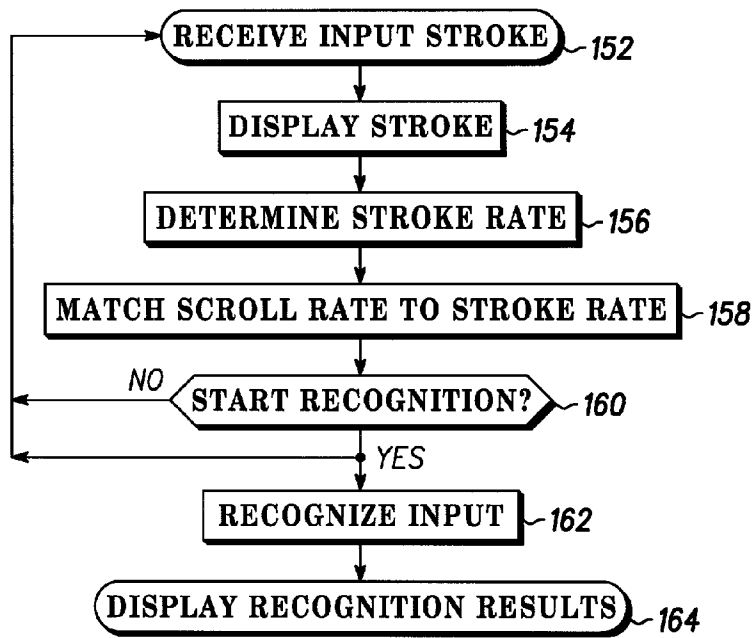 RECEIVE INPUT STROKE 152
DISPLAY STROKE 154
DETERMINE STROKE RATE 156
MATCH SCROLL RATE TO STROKE RATE 158
NO START RECOGNITION? 160
YES
RECOGNIZE INPUT 162
DISPLAY RECOGNITION RESULTS 164